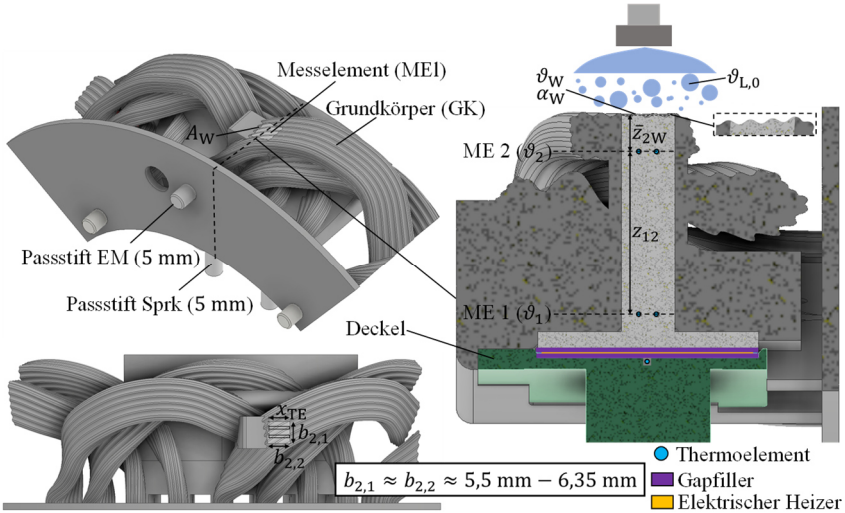 Messelement (MEl)
Grundkörper (GK)
A_W
Passstift EM (5 mm)
Passstift Sprk (5 mm)
ϑ_W
α_W
ϑ_L,0
z̄_2W
ME 2 (ϑ_2)
z_12
ME 1 (ϑ_1)
Deckel
x_TE
b_2,1
b_2,2
b_2,1 ≈ b_2,2 ≈ 5,5 mm − 6,35 mm
Thermoelement
Gapfiller
Elektrischer Heizer